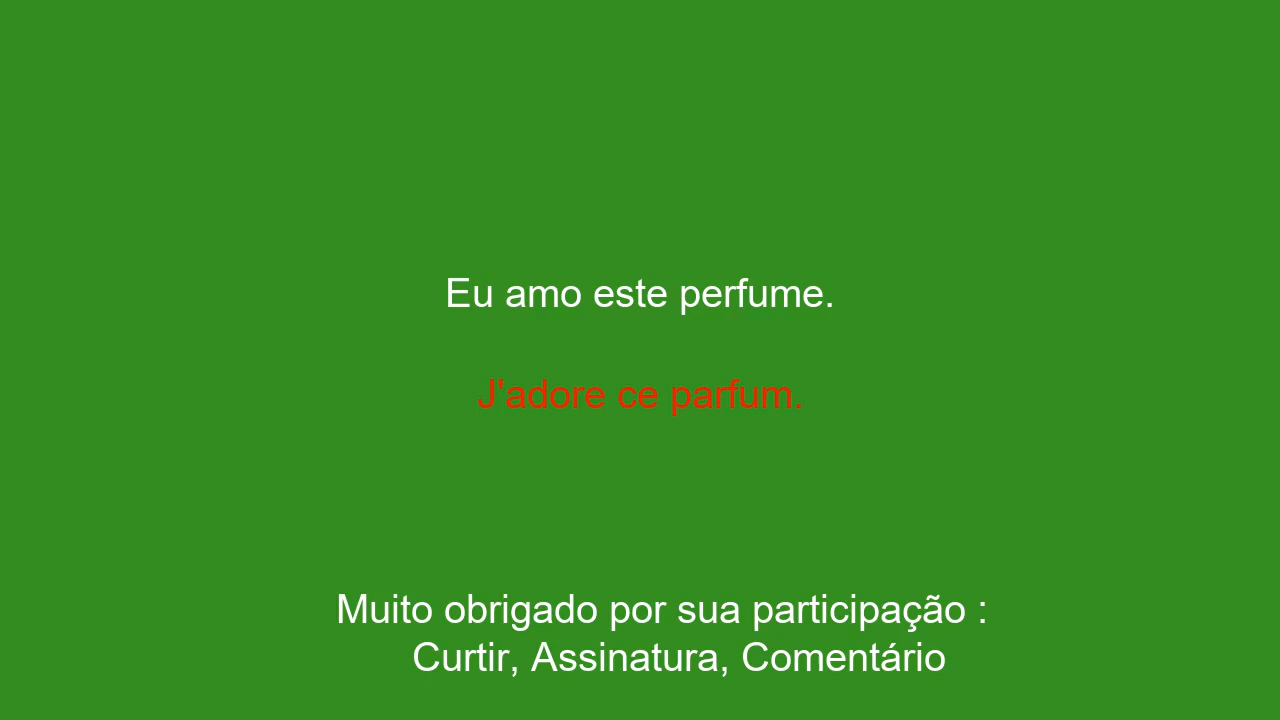 Eu amo este perfume.
J'adore ce parfum.
Muito obrigado por sua participação :
Curtir, Assinatura, Comentário